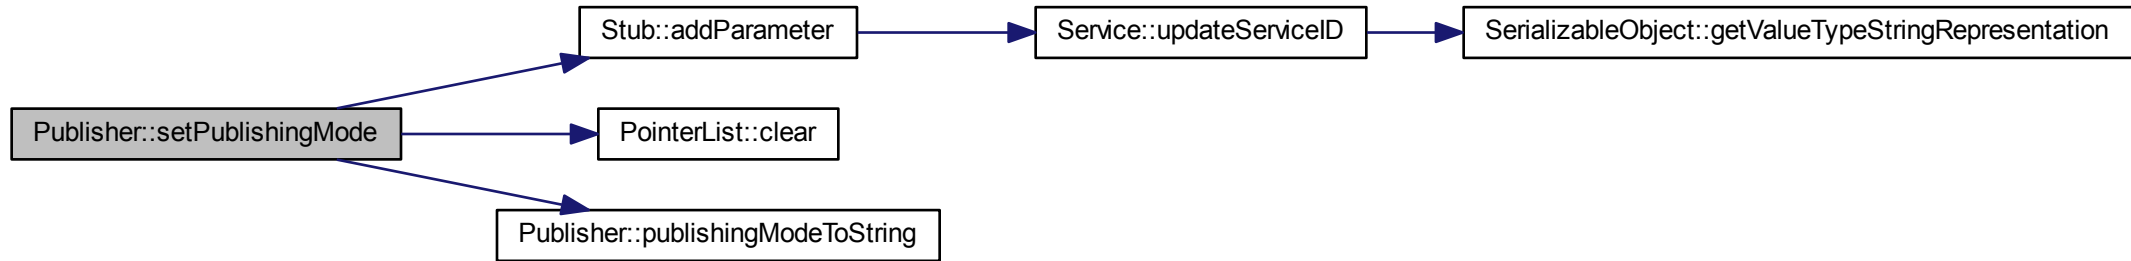 Stub::addParameter
Service::updateServiceID
SerializableObject::getValueTypeStringRepresentation
Publisher::setPublishingMode
PointerList::clear
Publisher::publishingModeToString